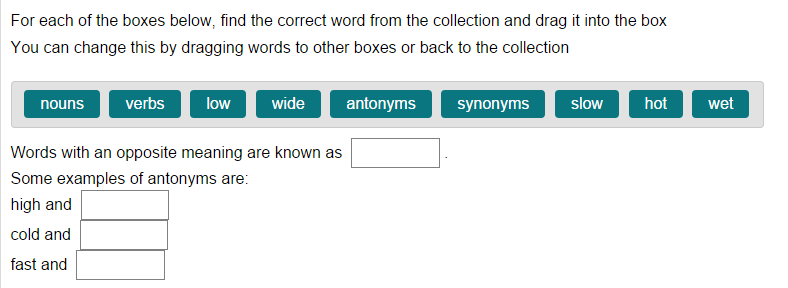 For each of the boxes below, find the correct word from the collection and drag it into the box
You can change this by dragging words to other boxes or back to the collection
nouns verbs low wide antonyms synonyms slow hot wet
Words with an opposite meaning are known as .
Some examples of antonyms are:
high and
cold and
fast and